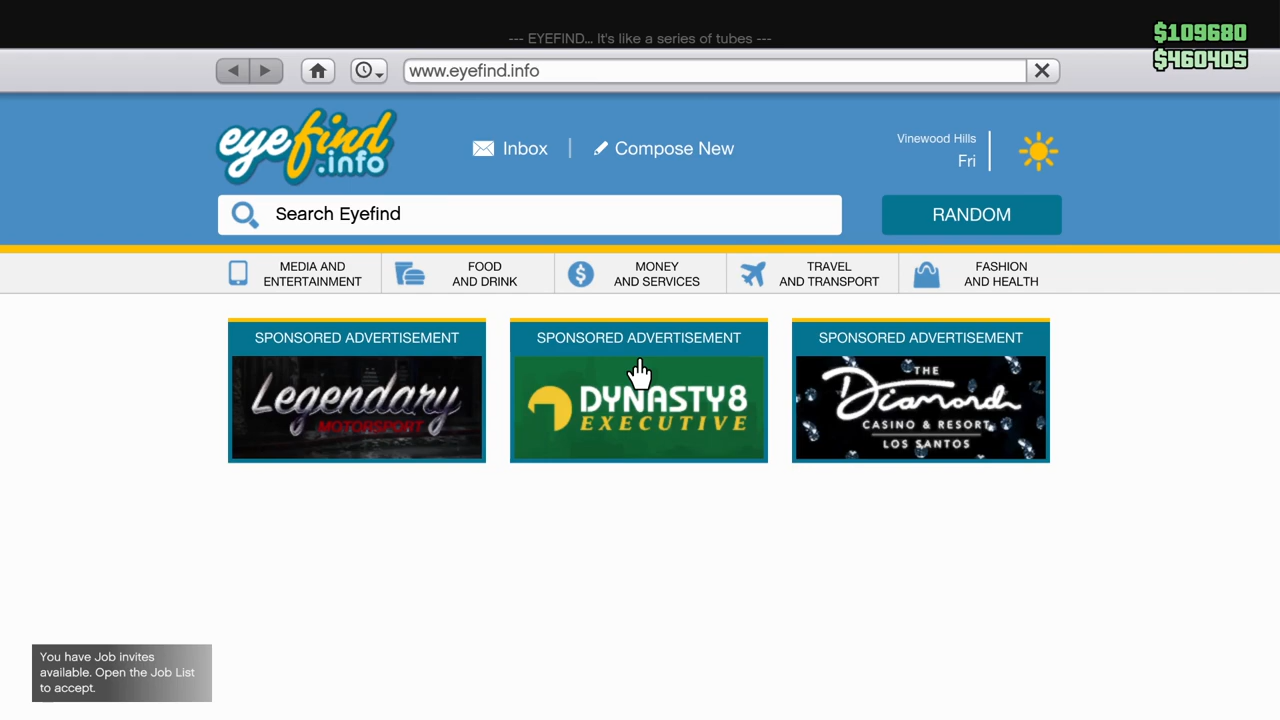 --- EYEFIND... It's like a series of tubes ---
$109680
$460405
www.eyefind.info
eyefind
.info
Inbox
Compose New
Vinewood Hills
Fri
Search Eyefind
RANDOM
MEDIA AND
ENTERTAINMENT
FOOD
AND DRINK
MONEY
AND SERVICES
TRAVEL
AND TRANSPORT
FASHION
AND HEALTH
SPONSORED ADVERTISEMENT
Legendary
MOTORSPORT
SPONSORED ADVERTISEMENT
DYNASTY8
EXECUTIVE
SPONSORED ADVERTISEMENT
THE
Diamond
CASINO & RESORT
LOS SANTOS
You have Job invites
available. Open the Job List
to accept.